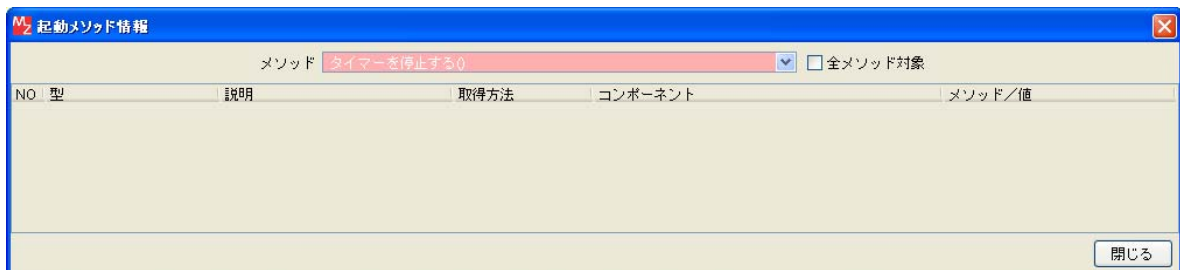 MZ 起動メソッド情報
メソッド タイマーを停止する() 全メソッド対象
NO 型 説明 取得方法 コンポーネント メソッド／値
閉じる